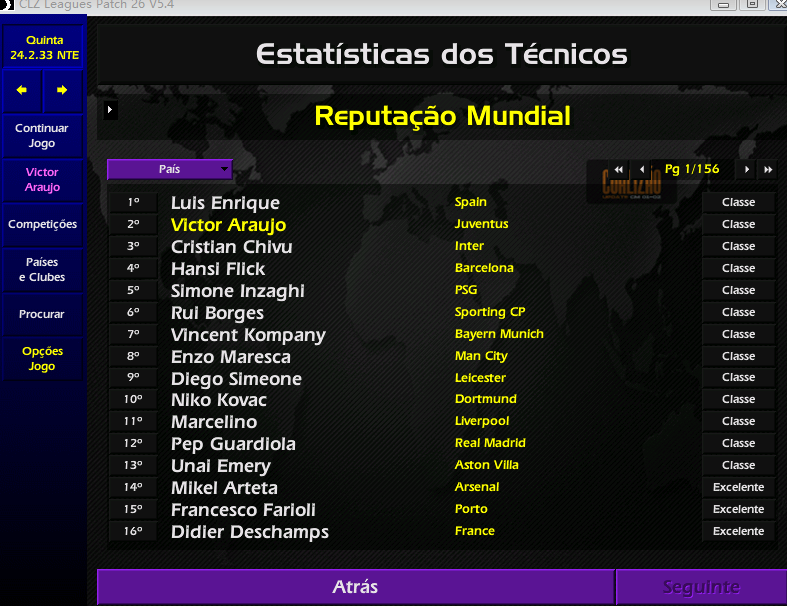 CLZ Leagues Patch 26 V5.4
Quinta
24.2.33 NTE
Continuar
Jogo
Victor
Araujo
Competições
Países
e Clubes
Procurar
Opções
Jogo
Estatísticas dos Técnicos
Reputação Mundial
País
Pg 1/156
1º Luis Enrique Spain Classe
2º Victor Araujo Juventus Classe
3º Cristian Chivu Inter Classe
4º Hansi Flick Barcelona Classe
5º Simone Inzaghi PSG Classe
6º Rui Borges Sporting CP Classe
7º Vincent Kompany Bayern Munich Classe
8º Enzo Maresca Man City Classe
9º Diego Simeone Leicester Classe
10º Niko Kovac Dortmund Classe
11º Marcelino Liverpool Classe
12º Pep Guardiola Real Madrid Classe
13º Unai Emery Aston Villa Classe
14º Mikel Arteta Arsenal Excelente
15º Francesco Farioli Porto Excelente
16º Didier Deschamps France Excelente
Atrás
Seguinte